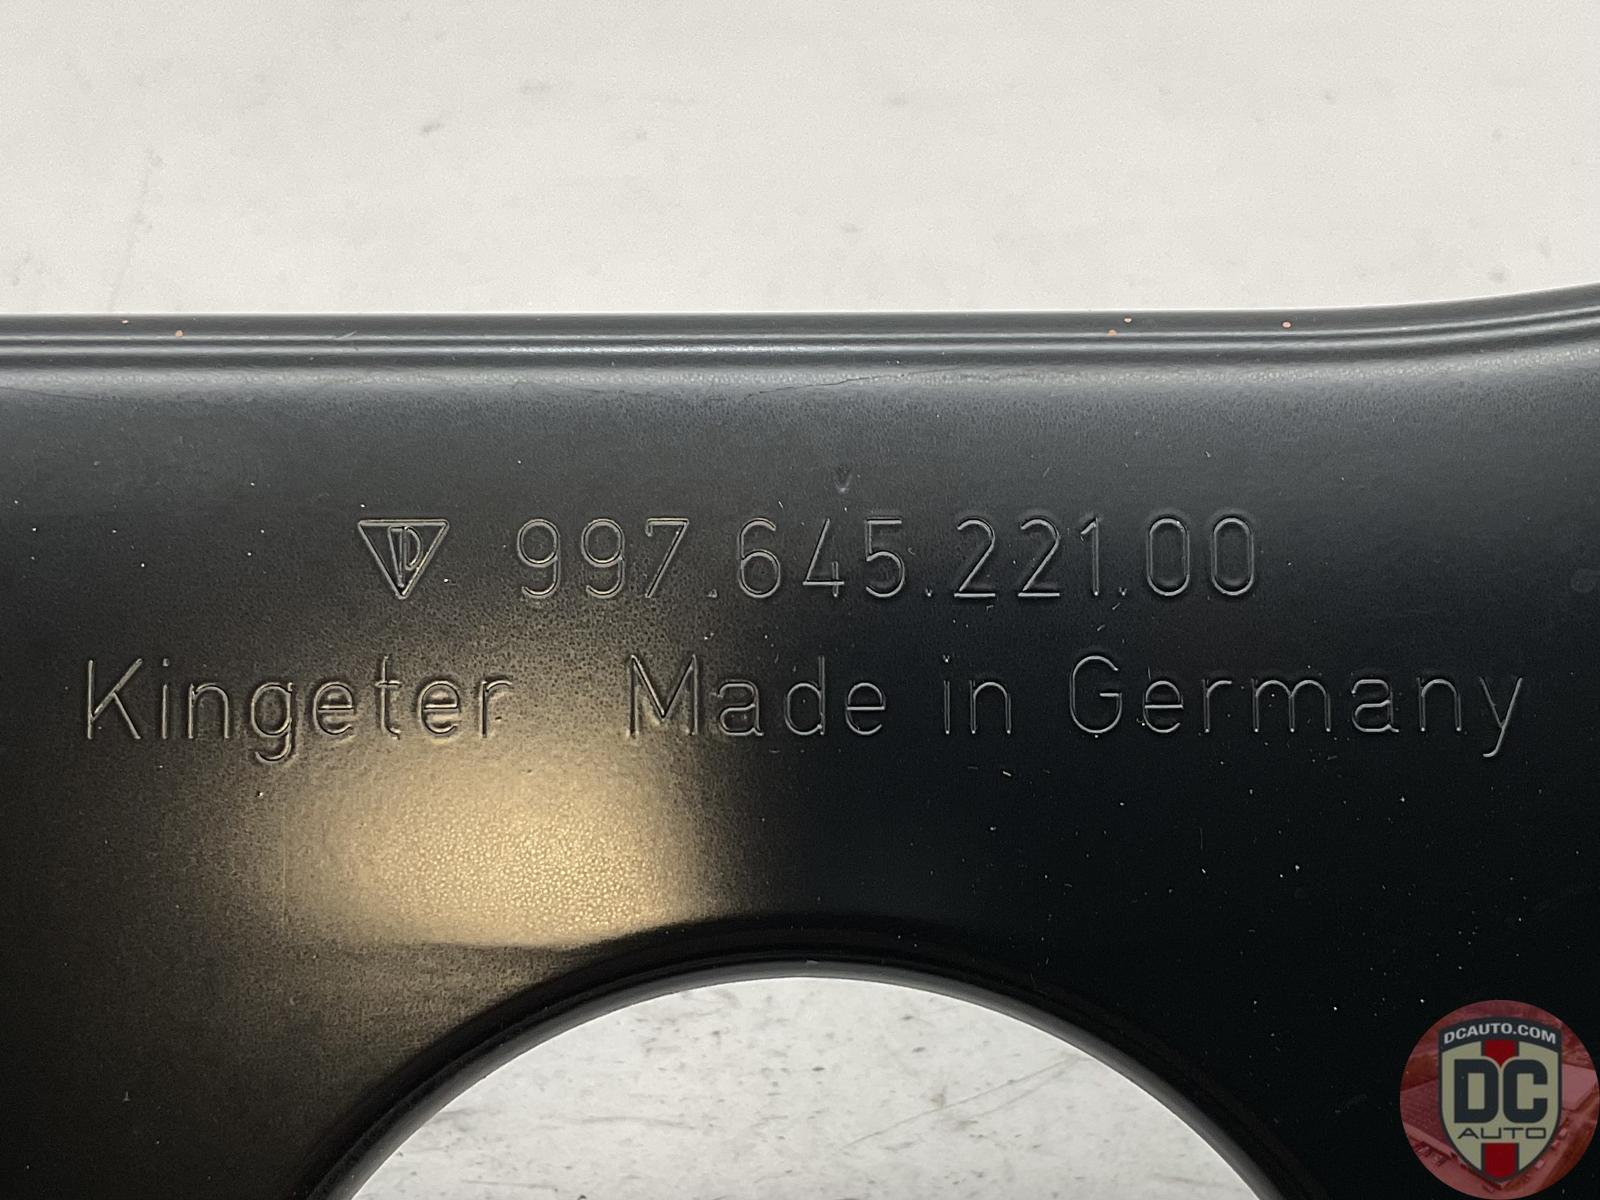 997.645.221.00
Kingeter Made in Germany
DCAUTO.COM
DC
AUTO